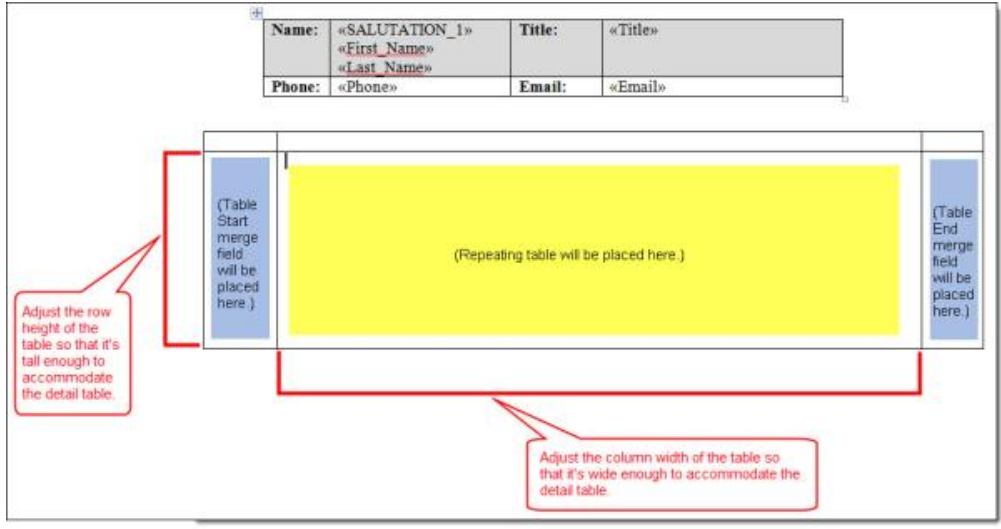 Name: «SALUTATION_1» Title: «Title»
«First_Name»
«Last_Name»
Phone: «Phone» Email: «Email»
(Table
Start
merge
field
will be
placed
here.)
(Repeating table will be placed here.)
(Table
End
merge
field
will be
placed
here.)
Adjust the row
height of the
table so that it's
tall enough to
accommodate
the detail table.
Adjust the column width of the table so
that it's wide enough to accommodate the
detail table.